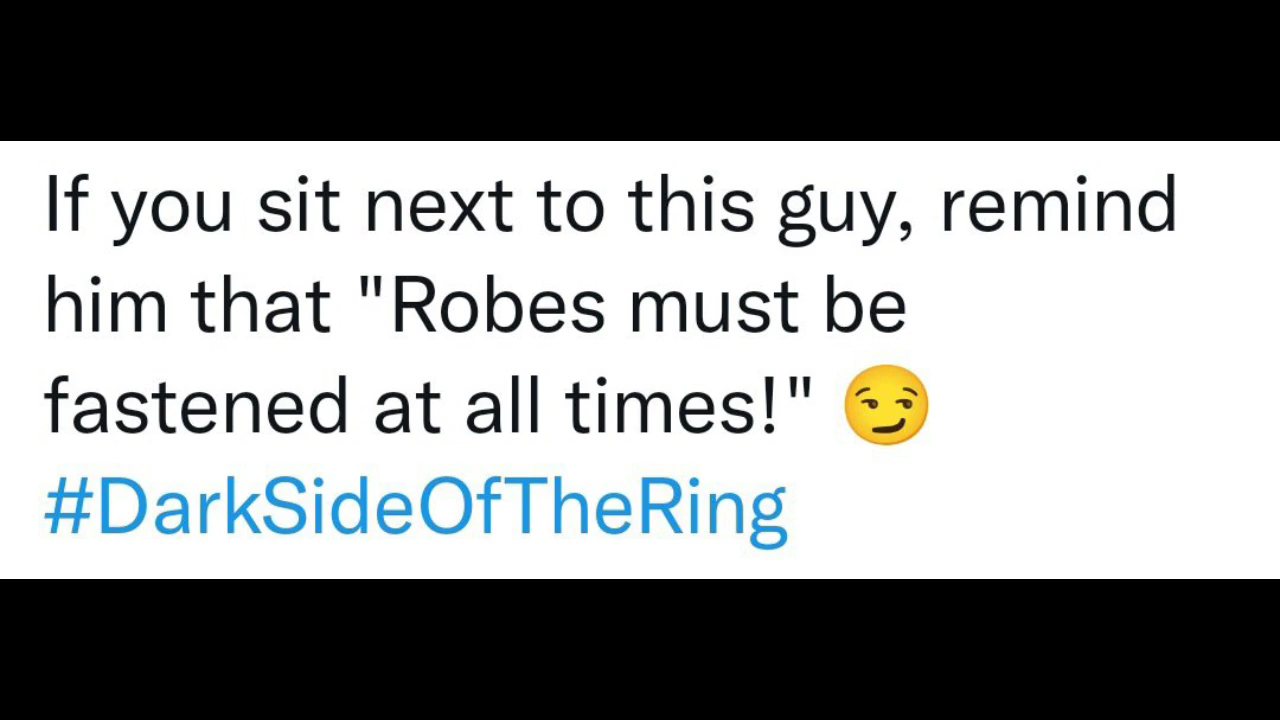 If you sit next to this guy, remind
him that "Robes must be
fastened at all times!" 😏
#DarkSideOfTheRing